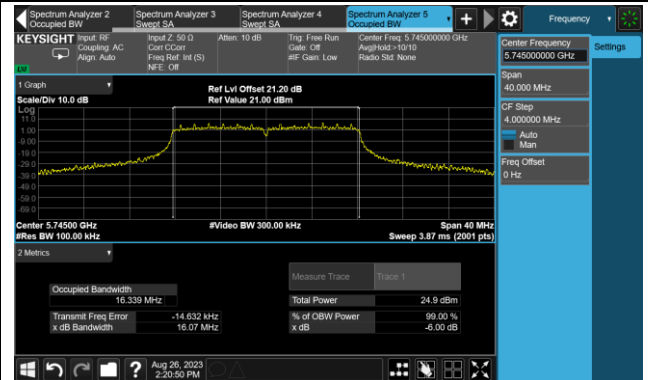 Spectrum Analyzer 2
Occupied BW
Spectrum Analyzer 3
Swept SA
Spectrum Analyzer 4
Swept SA
Spectrum Analyzer 5
Occupied BW
Frequency
KEYSIGHT
Input: RF
Coupling: AC
Align: Auto
Input Z: 50 Ω
Corr CCorr
Freq Ref: Int (S)
NFE: Off
Atten: 10 dB
Trig: Free Run
Gate: Off
#IF Gain: Low
Center Freq: 5.745000000 GHz
Avg|Hold:>10/10
Radio Std: None
Center Frequency
5.745000000 GHz
Settings
Span
40.000 MHz
CF Step
4.000000 MHz
Auto
Man
Freq Offset
0 Hz
1 Graph
Scale/Div 10.0 dB
Ref Lvl Offset 21.20 dB
Ref Value 21.00 dBm
Log
11.0
1.00
-9.00
-19.0
-29.0
-39.0
-49.0
-59.0
-69.0
Center 5.74500 GHz
#Res BW 100.00 kHz
#Video BW 300.00 kHz
Span 40 MHz
Sweep 3.87 ms (2001 pts)
2 Metrics
Measure Trace
Trace 1
Occupied Bandwidth
16.339 MHz
Total Power
24.9 dBm
Transmit Freq Error
-14.632 kHz
% of OBW Power
99.00 %
x dB Bandwidth
16.07 MHz
x dB
-6.00 dB
Aug 26, 2023
2:20:50 PM